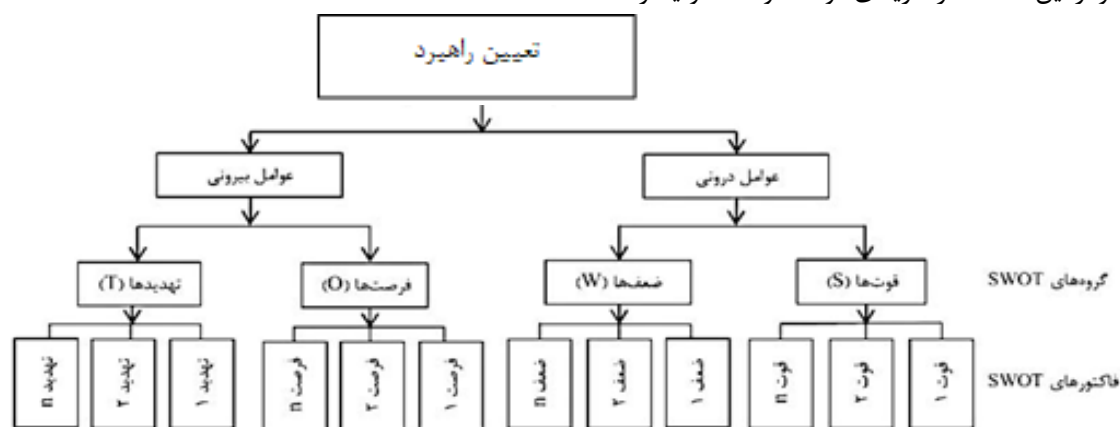 تعیین راهبرد
عوامل درونی
عوامل بیرونی
گروه‌های SWOT
قوت‌ها (S)
ضعف‌ها (W)
فرصت‌ها (O)
تهدیدها (T)
فاکتورهای SWOT
قوت ۱
قوت ۲
قوت n
ضعف ۱
ضعف ۲
ضعف n
فرصت ۱
فرصت ۲
فرصت n
تهدید ۱
تهدید ۲
تهدید n